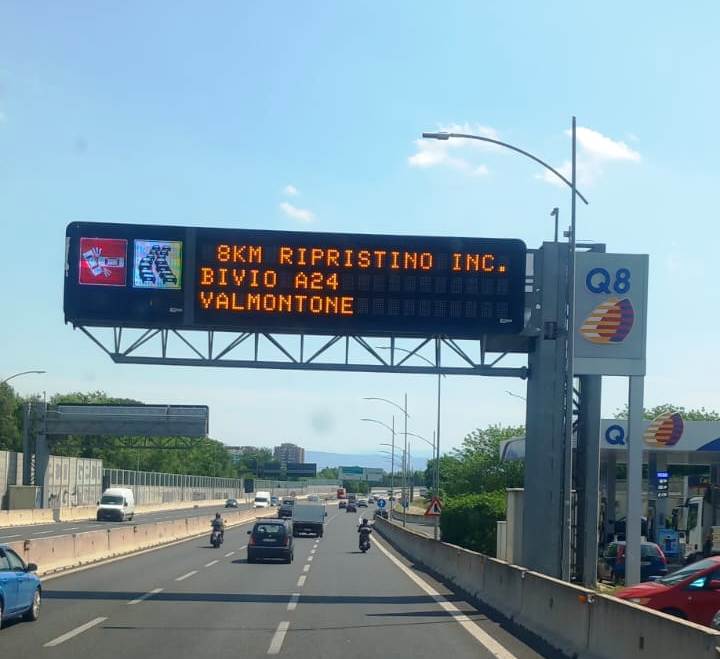 8KM RIPRISTINO INC.
BIVIO A24
VALMONTONE
Q8
Q8